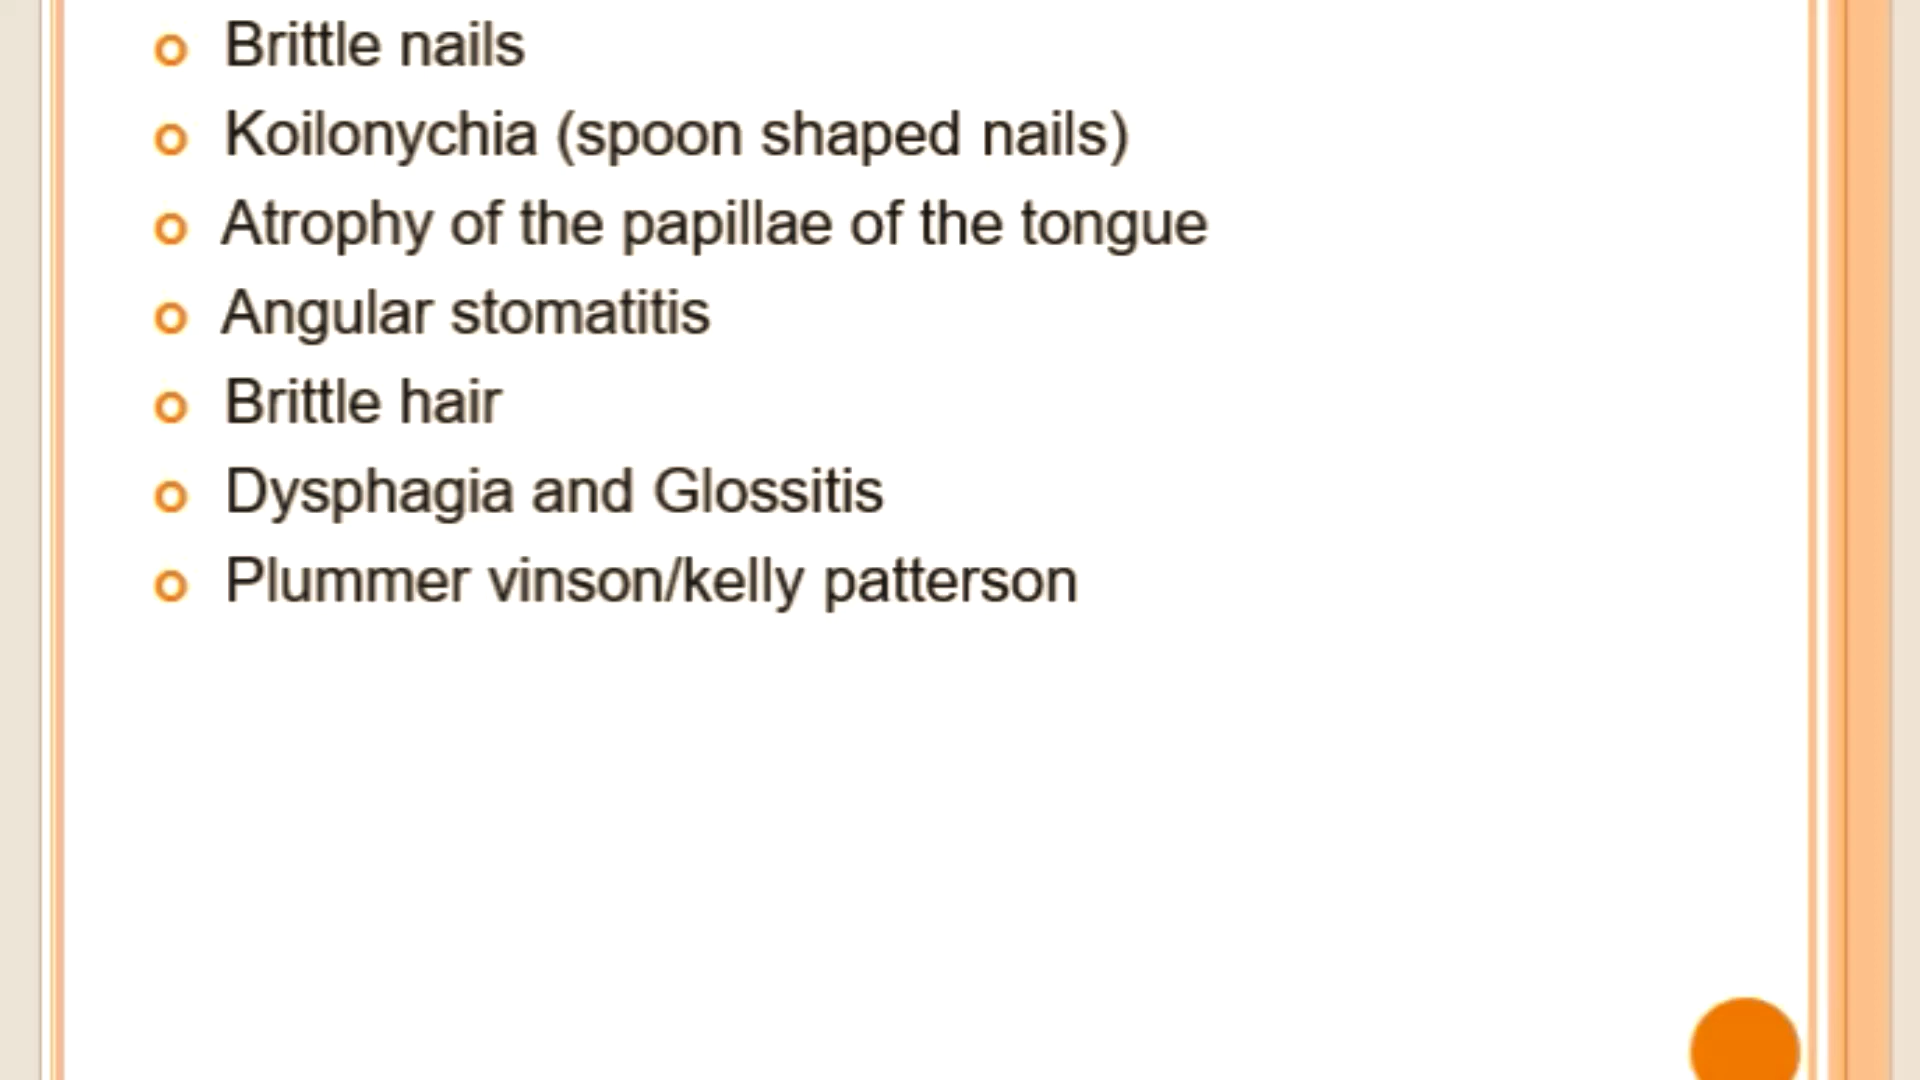 Brittle nails
Koilonychia (spoon shaped nails)
Atrophy of the papillae of the tongue
Angular stomatitis
Brittle hair
Dysphagia and Glossitis
Plummer vinson/kelly patterson